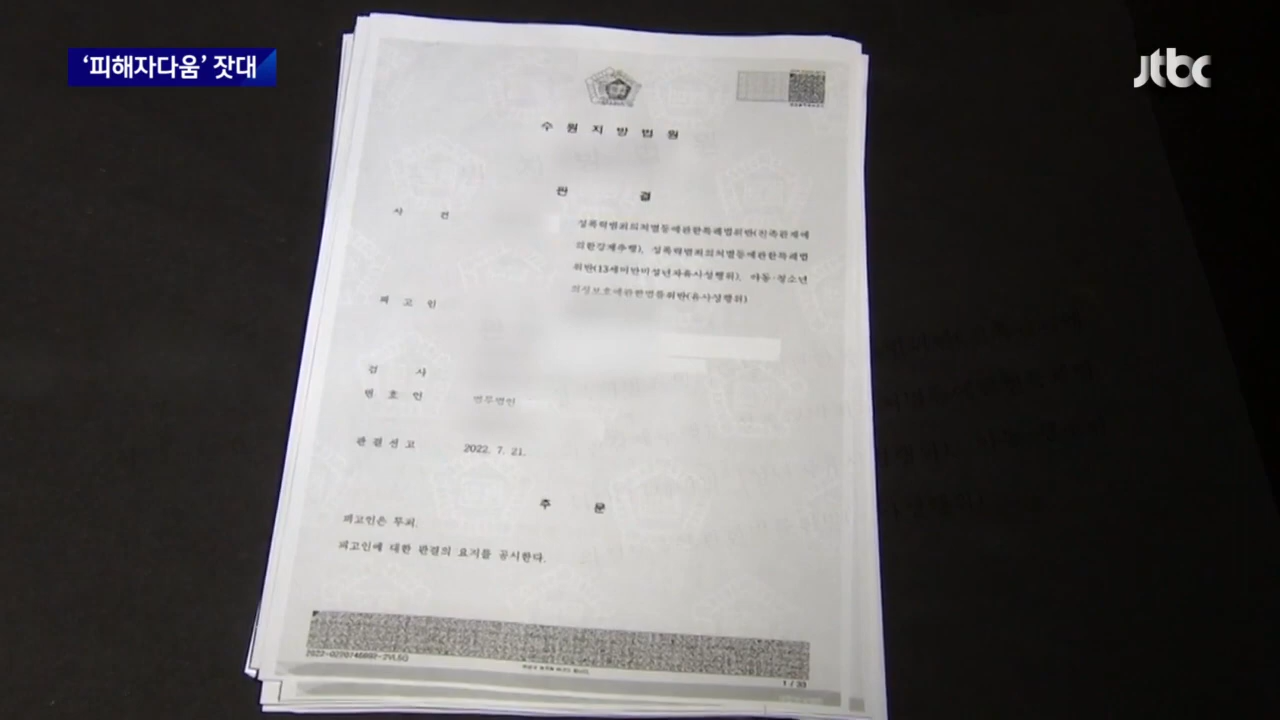 ‘피해자다움’ 잣대
jtbc
수 원 지 방 법 원
판 결
사 건
성폭력범죄의처벌등에관한특례법위반(친족관계에
의한강제추행), 성폭력범죄의처벌등에관한특례법
위반(13세미만미성년자유사성행위), 아동·청소년
의성보호에관한법률위반(유사성행위)
피 고 인
검 사
변 호 인 법무법인
판 결 선 고 2022. 7. 21.
주 문
피고인은 무죄.
피고인에 대한 판결의 요지를 공시한다.
1 / 33